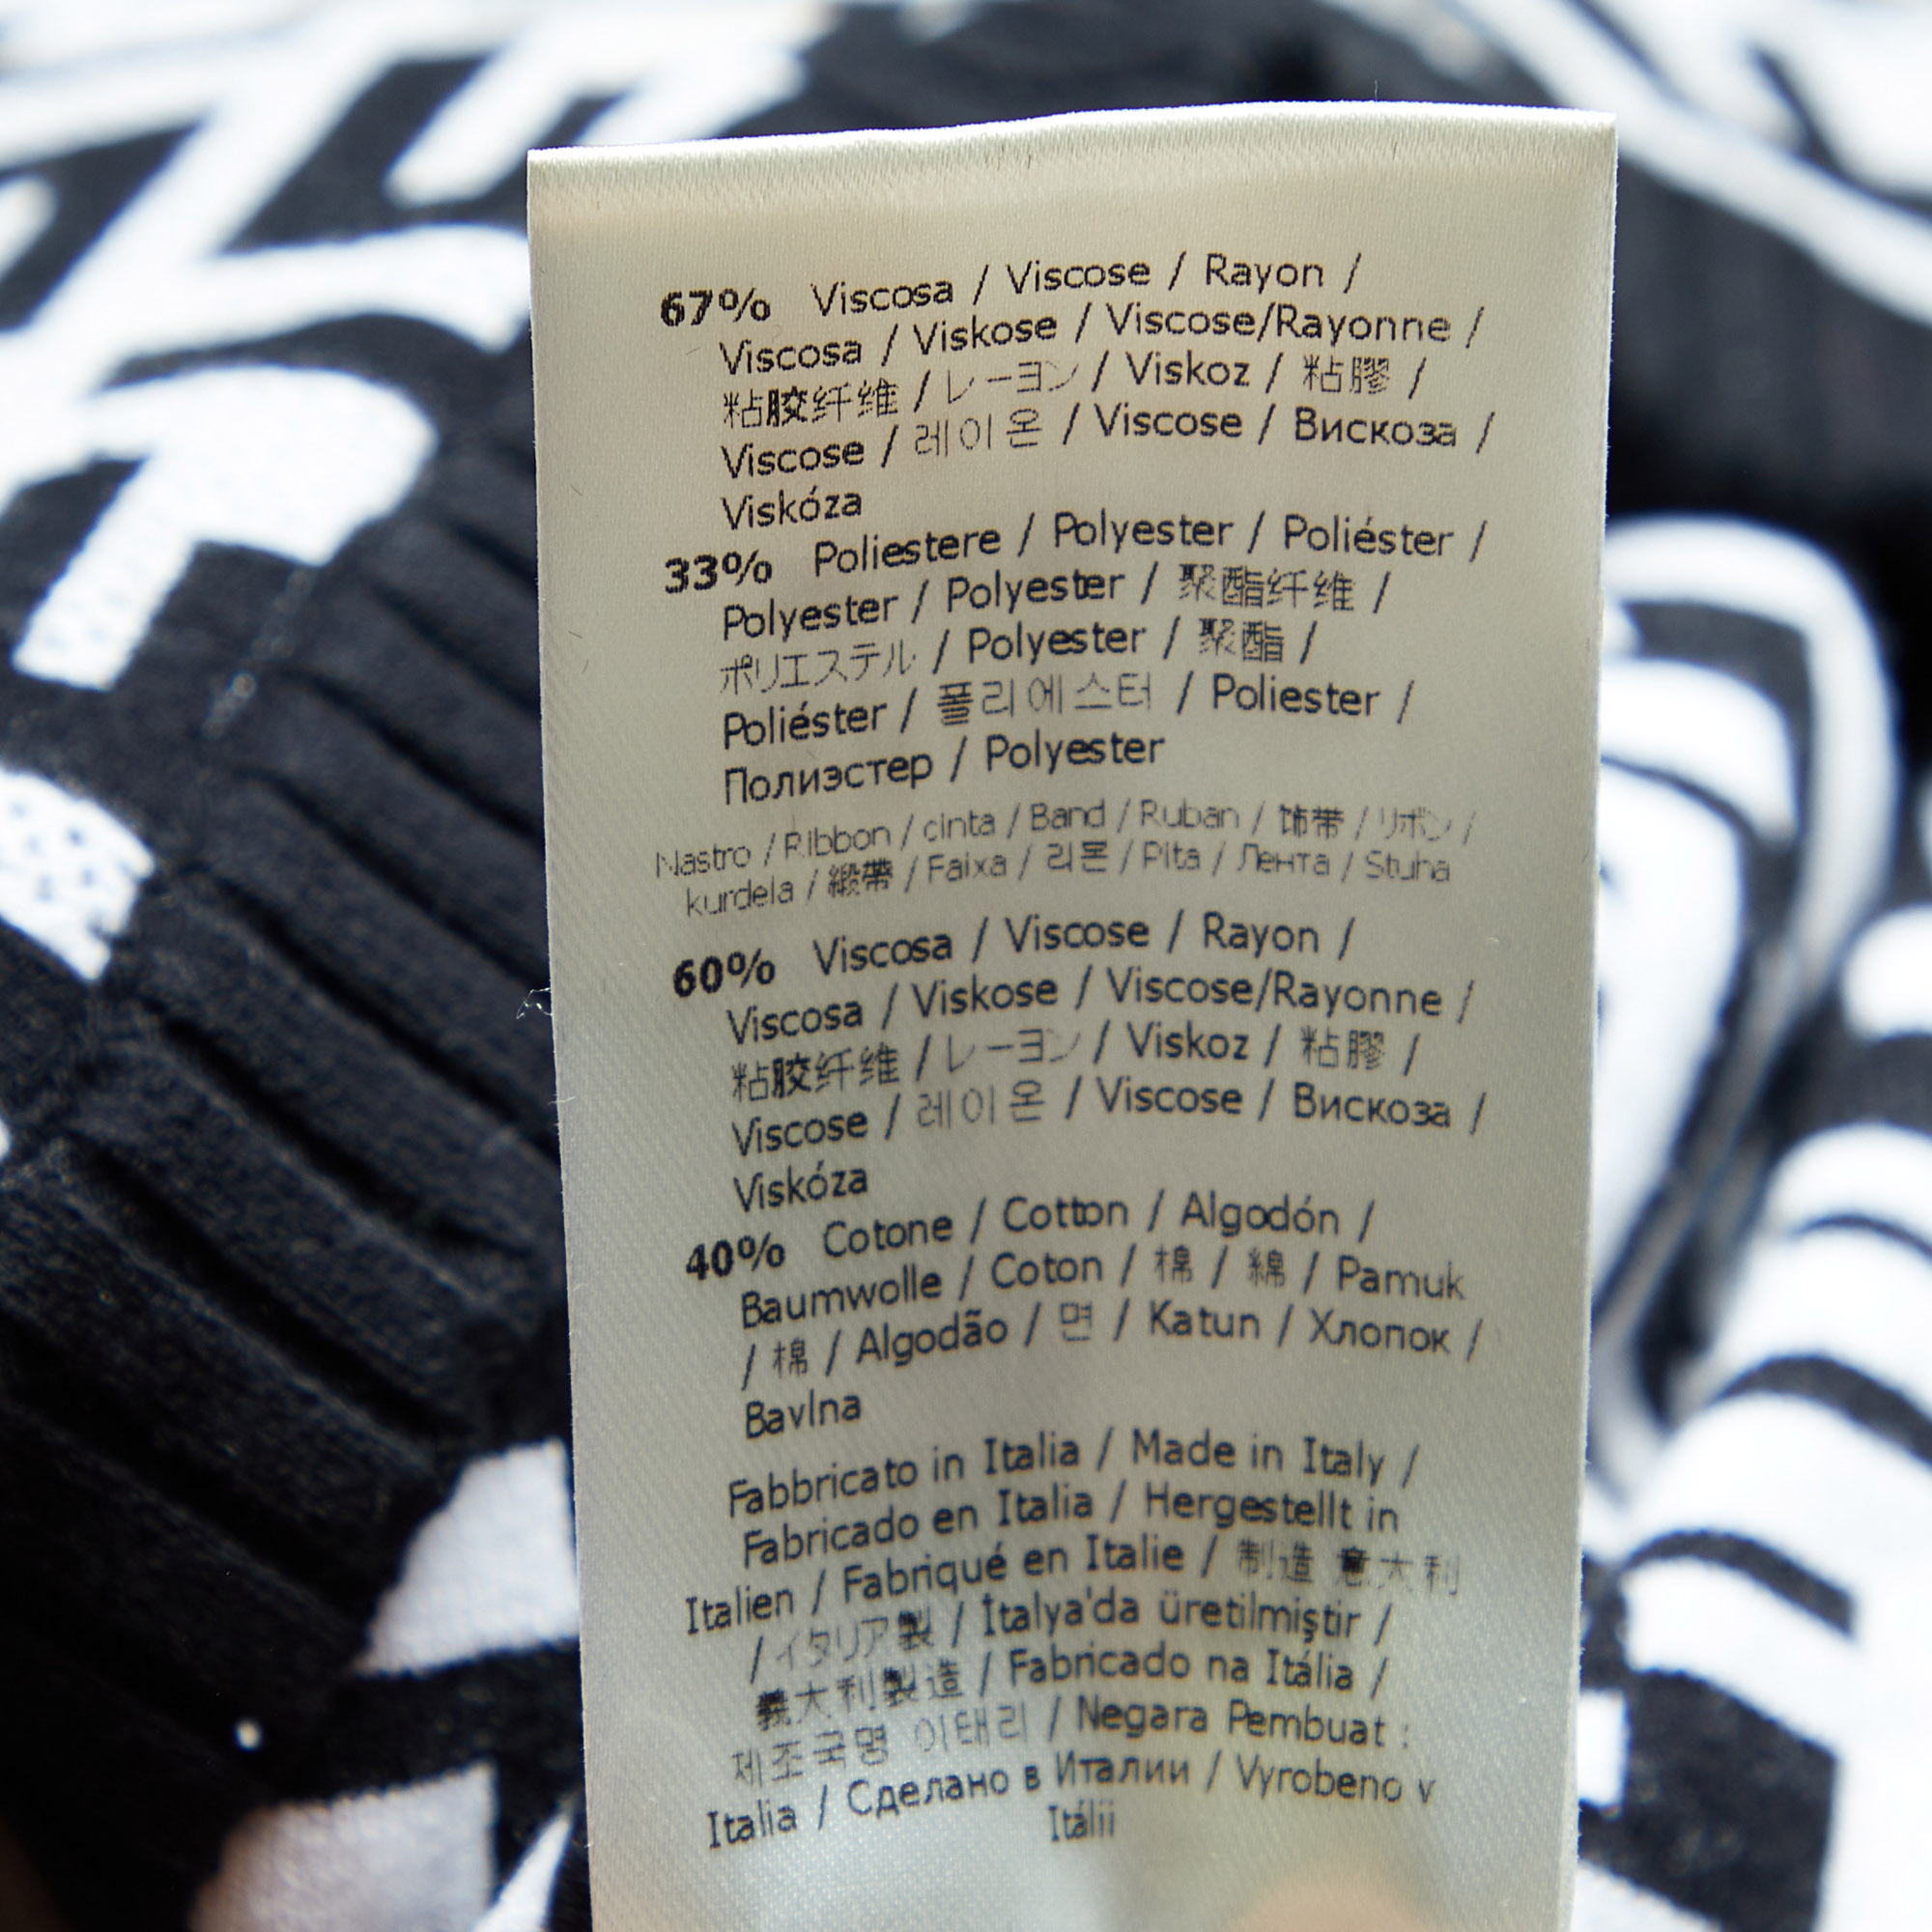 67% Viscosa / Viscose / Rayon /
Viscosa / Viskose / Viscose/Rayonne /
粘胶纤维 / レーヨン / Viskoz / 粘膠 /
Viscose / 레이온 / Viscose / Вискоза /
Viskóza
33% Poliestere / Polyester / Poliéster /
Polyester / Polyester / 聚酯纤维 /
ポリエステル / Polyester / 聚酯 /
Poliéster / 폴리에스터 / Poliester /
Полиэстер / Polyester
Nastro / Ribbon / cinta / Band / Ruban / 饰带 / リボン /
kurdela / 緞帶 / Faixa / 리본 / Pita / Лента / Stuha
60% Viscosa / Viscose / Rayon /
Viscosa / Viskose / Viscose/Rayonne /
粘胶纤维 / レーヨン / Viskoz / 粘膠 /
Viscose / 레이온 / Viscose / Вискоза /
Viskóza
40% Cotone / Cotton / Algodón /
Baumwolle / Coton / 棉 / 綿 / Pamuk
/ 棉 / Algodão / 면 / Katun / Хлопок /
Bavlna
Fabbricato in Italia / Made in Italy /
Fabricado en Italia / Hergestellt in
Italien / Fabriqué en Italie / 制造 意大利
/ イタリア製 / İtalya'da üretilmiştir /
義大利製造 / Fabricado na Itália /
제조국명 이태리 / Negara Pembuat :
Italia / Сделано в Италии / Vyrobeno v
Itálii